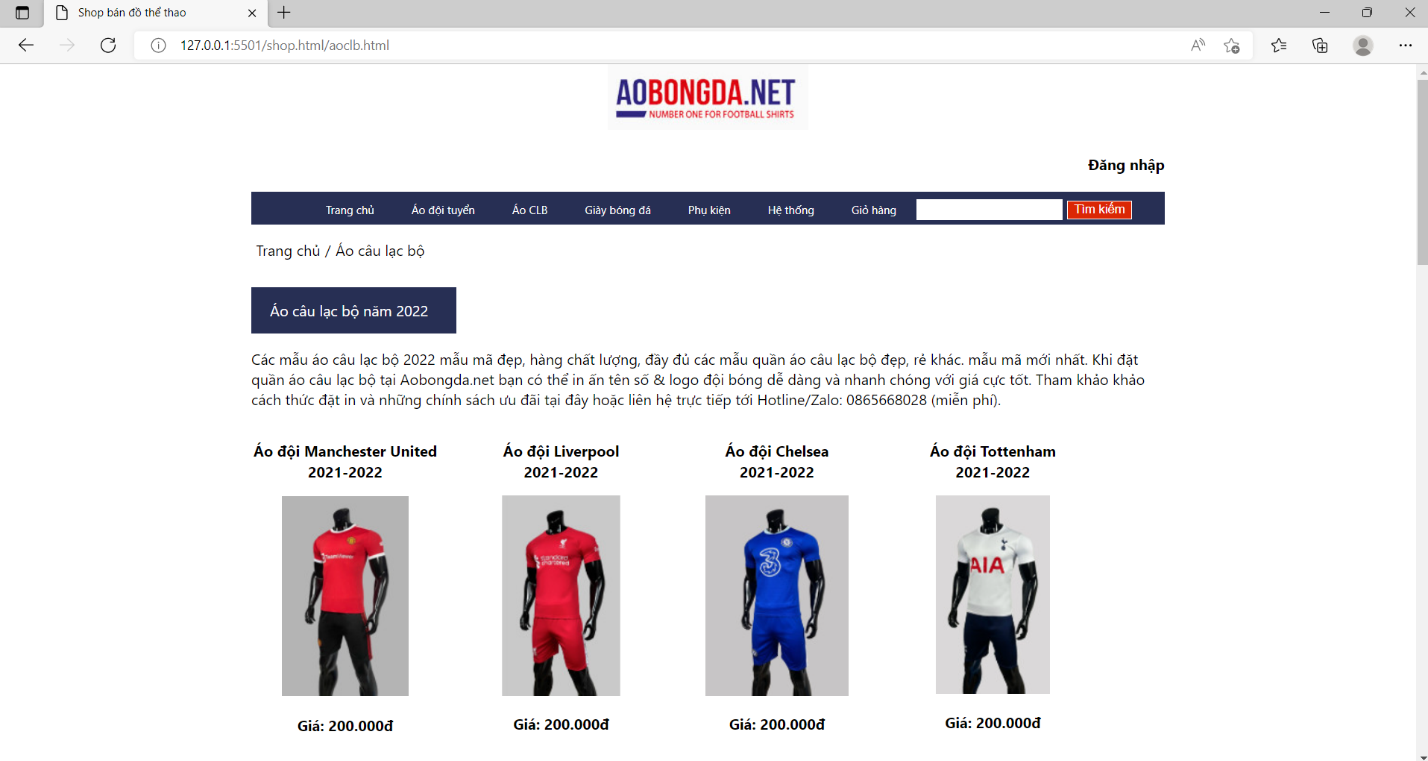 Shop bán đồ thể thao
127.0.0.1:5501/shop.html/aoclb.html
AOBONGDA.NET
NUMBER ONE FOR FOOTBALL SHIRTS
Đăng nhập
Trang chủ Áo đội tuyển Áo CLB Giày bóng đá Phụ kiện Hệ thống Giỏ hàng Tìm kiếm
Trang chủ / Áo câu lạc bộ
Áo câu lạc bộ năm 2022
Các mẫu áo câu lạc bộ 2022 mẫu mã đẹp, hàng chất lượng, đầy đủ các mẫu quần áo câu lạc bộ đẹp, rẻ khác. mẫu mã mới nhất. Khi đặt
quần áo câu lạc bộ tại Aobongda.net bạn có thể in ấn tên số & logo đội bóng dễ dàng và nhanh chóng với giá cực tốt. Tham khảo khảo
cách thức đặt in và những chính sách ưu đãi tại đây hoặc liên hệ trực tiếp tới Hotline/Zalo: 0865668028 (miễn phí).
Áo đội Manchester United
2021-2022
Áo đội Liverpool
2021-2022
Áo đội Chelsea
2021-2022
Áo đội Tottenham
2021-2022
TeamViewer
standard
chartered
3
AIA
Giá: 200.000đ
Giá: 200.000đ
Giá: 200.000đ
Giá: 200.000đ